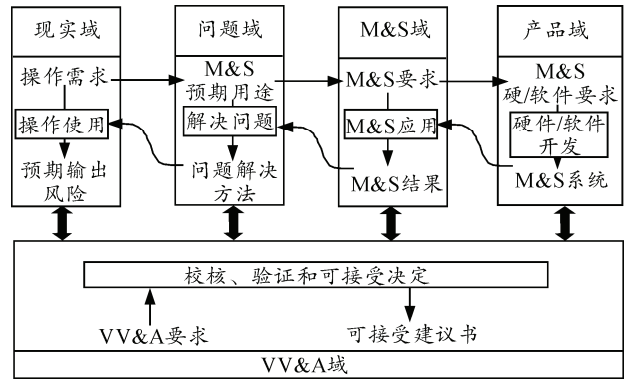 现实域
操作需求
操作使用
预期输出
风险
问题域
M&S
预期用途
解决问题
问题解决
方法
M&S域
M&S要求
M&S应用
M&S结果
产品域
M&S
硬/软件要求
硬件/软件
开发
M&S系统
校核、验证和可接受决定
VV&A要求
可接受建议书
VV&A域